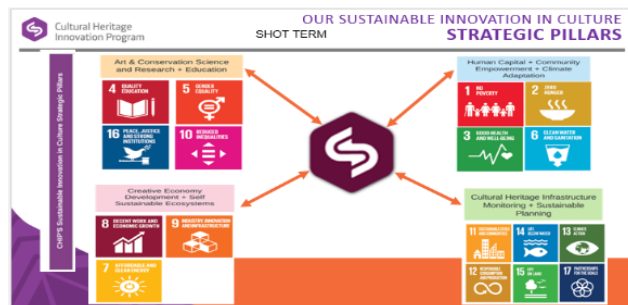 Cultural Heritage
Innovation Program
OUR SUSTAINABLE INNOVATION IN CULTURE
SHOT TERM
STRATEGIC PILLARS
CHIP'S Sustainable Innovation in Culture Strategic Pillars
Art & Conservation Science
and Research + Education
4 QUALITY
EDUCATION
5 GENDER
EQUALITY
16 PEACE, JUSTICE
AND STRONG
INSTITUTIONS
10 REDUCED
INEQUALITIES
Human Capital + Community
Empowerment + Climate
Adaptation
1 NO
POVERTY
2 ZERO
HUNGER
3 GOOD HEALTH
AND WELL-BEING
6 CLEAN WATER
AND SANITATION
Creative Economy
Development + Self
Sustainable Ecosystems
8 DECENT WORK AND
ECONOMIC GROWTH
9 INDUSTRY, INNOVATION
AND INFRASTRUCTURE
7 AFFORDABLE AND
CLEAN ENERGY
Cultural Heritage Infrastructure
Monitoring + Sustainable
Planning
11 SUSTAINABLE CITIES
AND COMMUNITIES
14 LIFE
BELOW WATER
13 CLIMATE
ACTION
12 RESPONSIBLE
CONSUMPTION
AND PRODUCTION
15 LIFE
ON LAND
17 PARTNERSHIPS
FOR THE GOALS